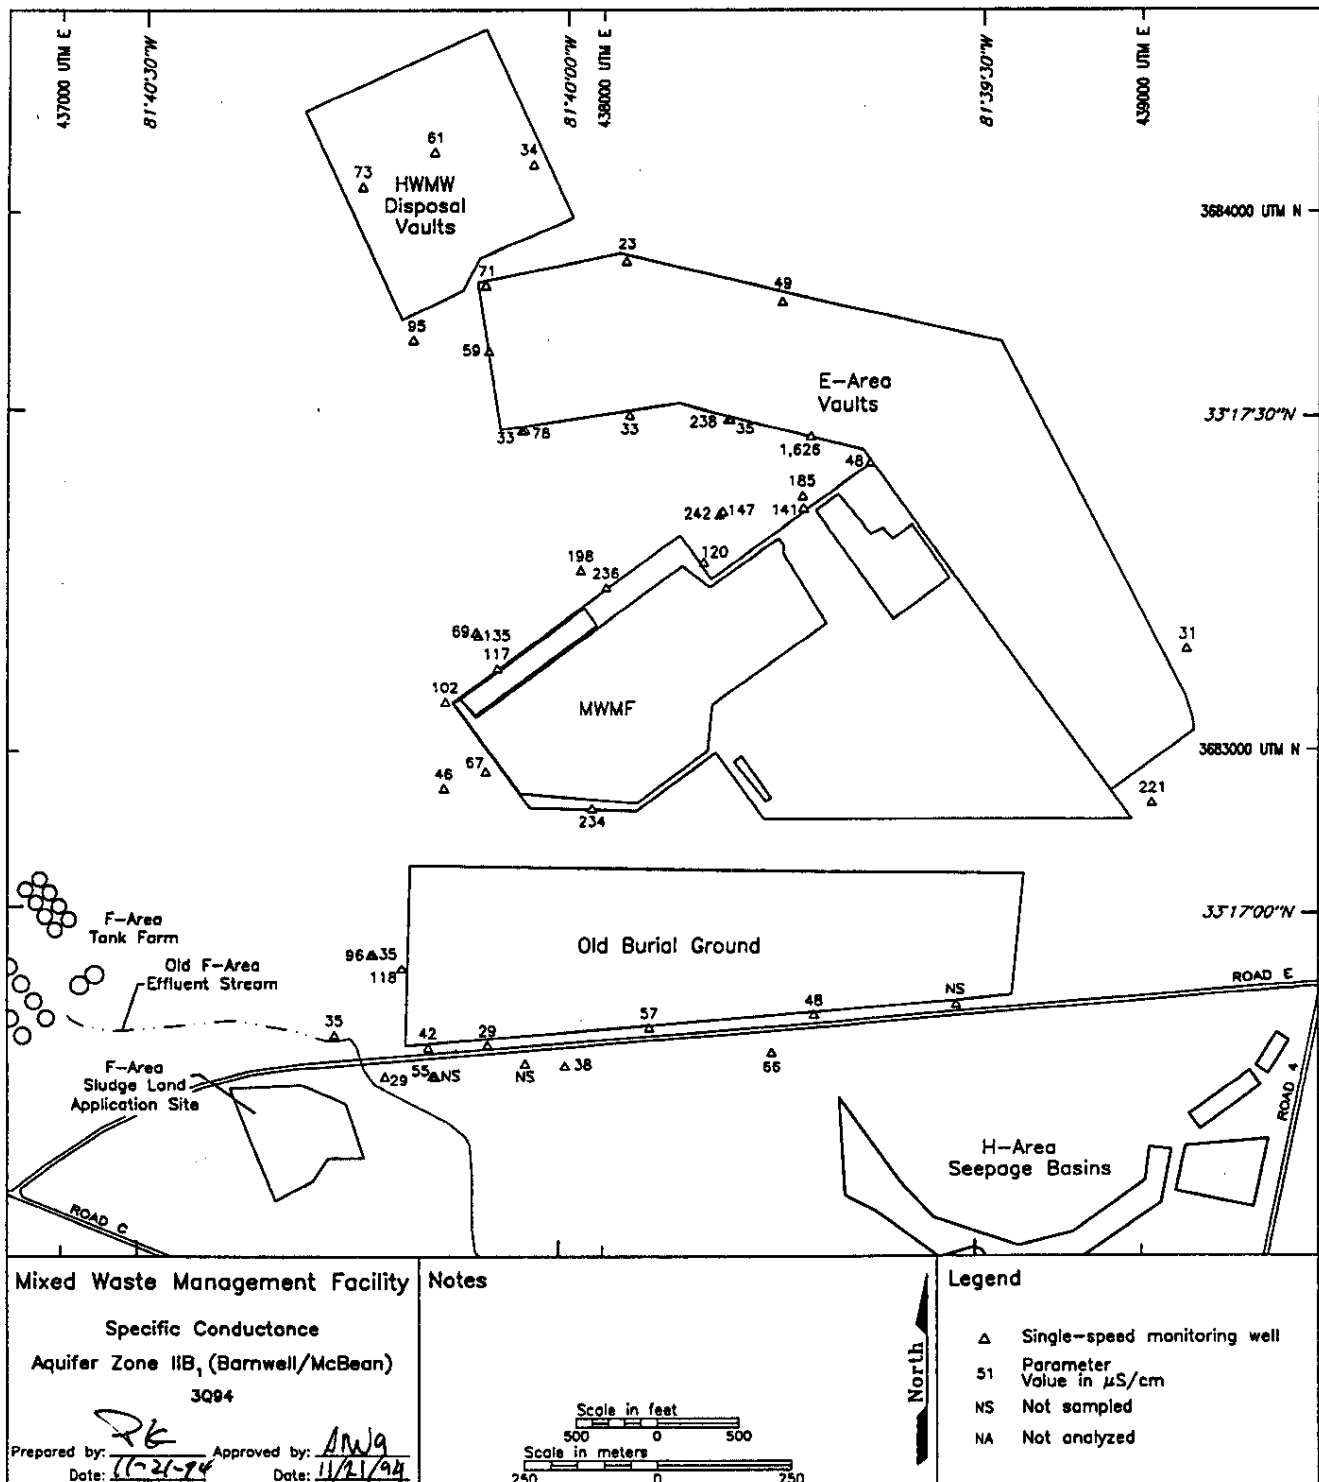 437000 UTM E
81°40'30"W
81°40'00"W
438000 UTM E
81°39'30"W
439000 UTM E
61
34
73
HWMW
Disposal
Vaults
3684000 UTM N
23
71
49
95
59
E-Area
Vaults
33°17'30"N
33
78
33
238
35
1,626
48
185
141
242
147
120
198
236
69
135
117
31
102
MWMF
3683000 UTM N
67
46
221
234
F-Area
Tank Farm
33°17'00"N
Old Burial Ground
96
35
118
Old F-Area
Effluent Stream
ROAD E
NS
48
57
35
42
29
F-Area
Sludge Land
Application Site
29
55
NS
NS
38
66
ROAD 4
H-Area
Seepage Basins
ROAD C
Mixed Waste Management Facility
Specific Conductance
Aquifer Zone IIB₁ (Barnwell/McBean)
3Q94
Prepared by:
Approved by:
Date: 11-21-94
Date: 11/21/94
Notes
Scale in feet
500 0 500
Scale in meters
250 0 250
North
Legend
Single-speed monitoring well
51 Parameter
Value in µS/cm
NS Not sampled
NA Not analyzed